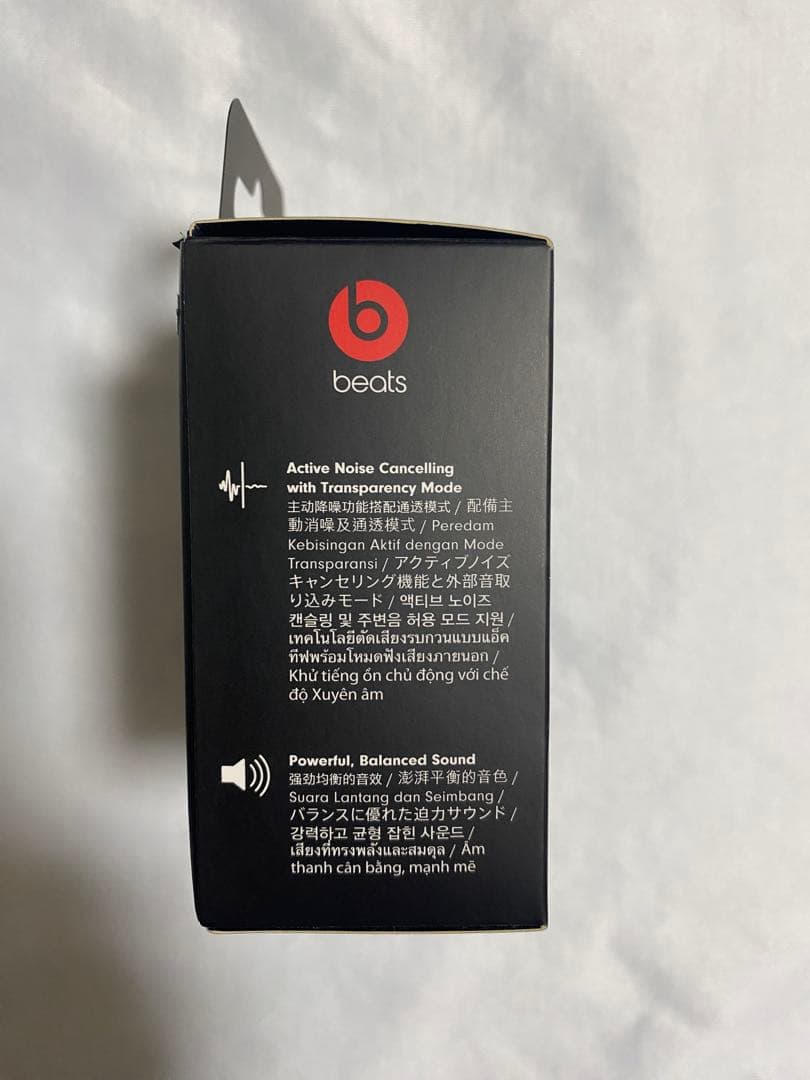 beats
Active Noise Cancelling
with Transparency Mode
主动降噪功能搭配通透模式 / 配備主
動消噪及通透模式 / Peredam
Kebisingan Aktif dengan Mode
Transparansi / アクティブノイズ
キャンセリング機能と外部音取
り込みモード / 액티브 노이즈
캔슬링 및 주변음 허용 모드 지원 /
เทคโนโลยีตัดเสียงรบกวนแบบแอ็ค
ทีฟพร้อมโหมดฟังเสียงภายนอก /
Khử tiếng ồn chủ động với chế
độ Xuyên âm
Powerful, Balanced Sound
强劲均衡的音效 / 澎湃平衡的音色 /
Suara Lantang dan Seimbang /
バランスに優れた迫力サウンド /
강력하고 균형 잡힌 사운드 /
เสียงที่ทรงพลังและสมดุล / Âm
thanh cân bằng, mạnh mẽ